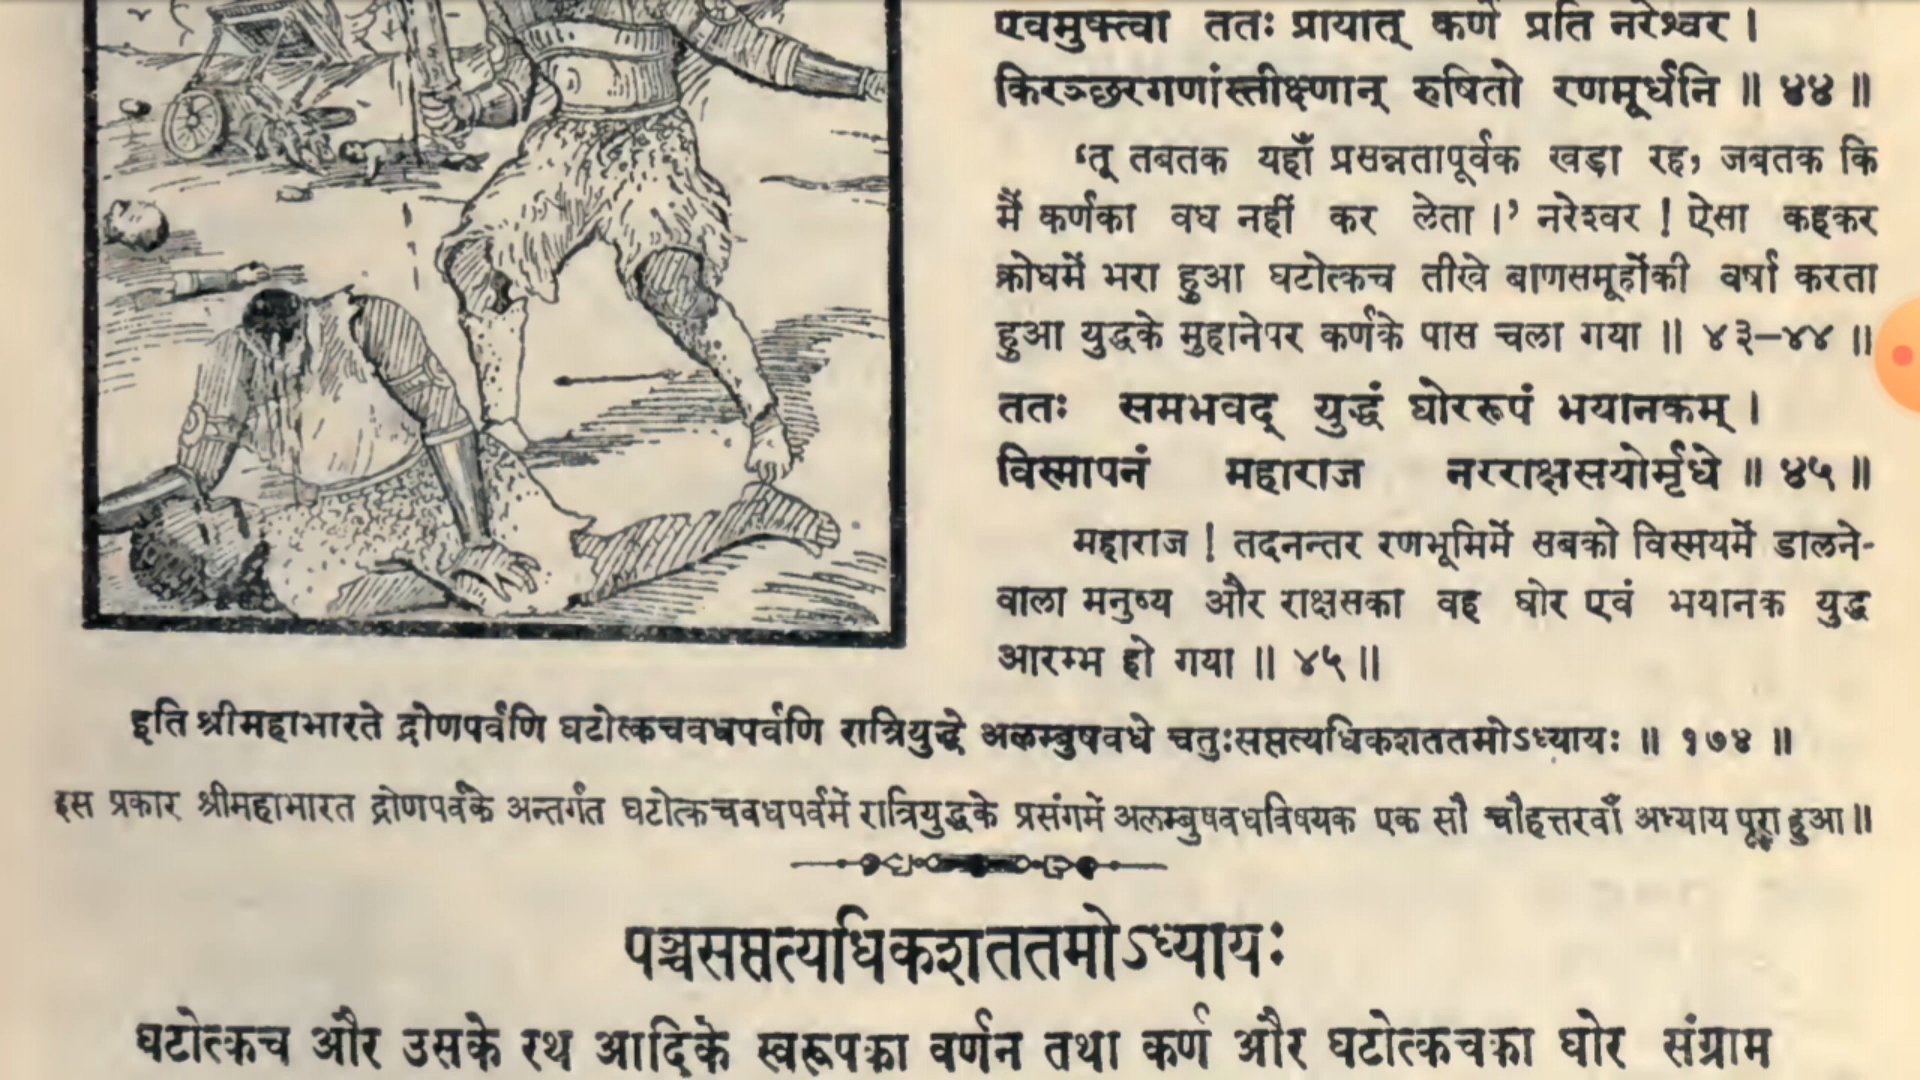 एवमुक्त्वा ततः प्रायात् कर्णं प्रति नरेश्वर ।
किरञ्छरगणांस्तीक्ष्णान् रुषितो रणमूर्धनि ॥ ४४ ॥
‘तू तबतक यहाँ प्रसन्नतापूर्वक खड़ा रह, जबतक कि
मैं कर्णका वध नहीं कर लेता ।’ नरेश्वर ! ऐसा कहकर
क्रोधमें भरा हुआ घटोत्कच तीखे बाणसमूहोंकी वर्षा करता
हुआ युद्धके मुहानेपर कर्णके पास चला गया ॥ ४३–४४ ॥
ततः समभवद् युद्धं घोररूपं भयानकम् ।
विस्मापनं महाराज नरराक्षसयोर्मृधे ॥ ४५ ॥
महाराज ! तदनन्तर रणभूमिमें सबको विस्मयमें डालने-
वाला मनुष्य और राक्षसका वह घोर एवं भयानक युद्ध
आरम्भ हो गया ॥ ४५ ॥
इति श्रीमहाभारते द्रोणपर्वणि घटोत्कचवधपर्वणि रात्रियुद्धे अलम्बुषवधे चतुःसप्तत्यधिकशततमोऽध्यायः ॥ १७४ ॥
इस प्रकार श्रीमहाभारत द्रोणपर्वके अन्तर्गत घटोत्कचवधपर्वमें रात्रियुद्धके प्रसंगमें अलम्बुषवधविषयक एक सौ चौहत्तरवाँ अध्याय पूरा हुआ ॥
पञ्चसप्तत्यधिकशततमोऽध्यायः
घटोत्कच और उसके रथ आदिके स्वरूपका वर्णन तथा कर्ण और घटोत्कचका घोर संग्राम